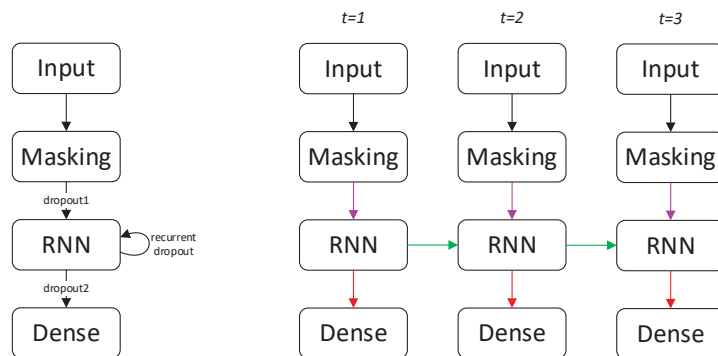 t=1 t=2 t=3
Input Input Input Input
Masking Masking Masking Masking
dropout1
RNN recurrent dropout RNN RNN RNN
dropout2
Dense Dense Dense Dense